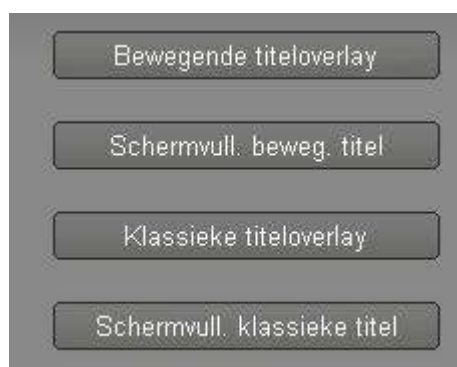 Bewegende titeloverlay
Schermvull. beweg. titel
Klassieke titeloverlay
Schermvull. klassieke titel